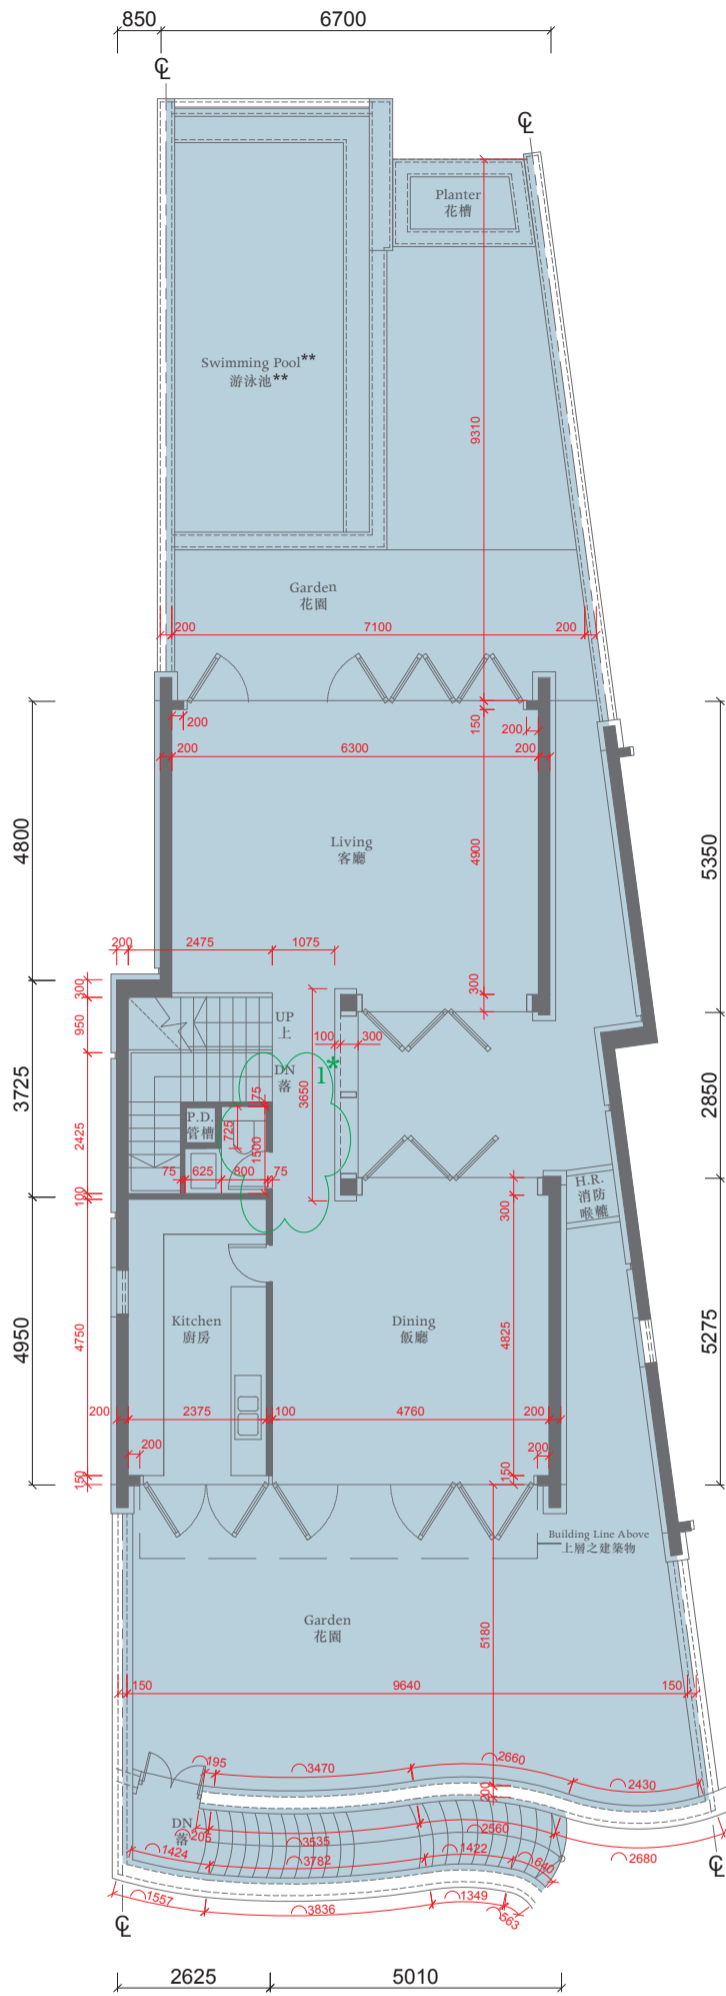 850
6700
℄
℄
Planter
花槽
Swimming Pool**
游泳池**
9310
Garden
花園
200
7100
200
200
150
200
200
6300
200
4800
5350
Living
客廳
4900
200
2475
1075
300
300
950
UP
上
100
300
1*
DN
落
3725
2850
3650
75
P.D.
管槽
725
1500
2425
75
625
800
75
H.R.
消防
喉轆
100
300
Kitchen
廚房
Dining
飯廳
4950
4750
4825
5275
200
2375
100
4760
200
200
200
150
150
Building Line Above
上層之建築物
Garden
花園
5180
150
9640
150
195
3470
2660
2430
200
DN
落
205
3535
2560
1424
3782
1422
640
2680
℄
1557
3836
1349
563
℄
2625
5010